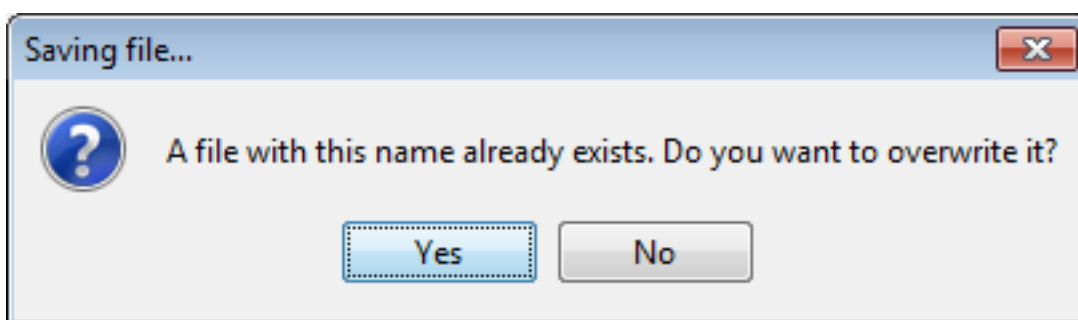 Saving file...
A file with this name already exists. Do you want to overwrite it?
Yes
No